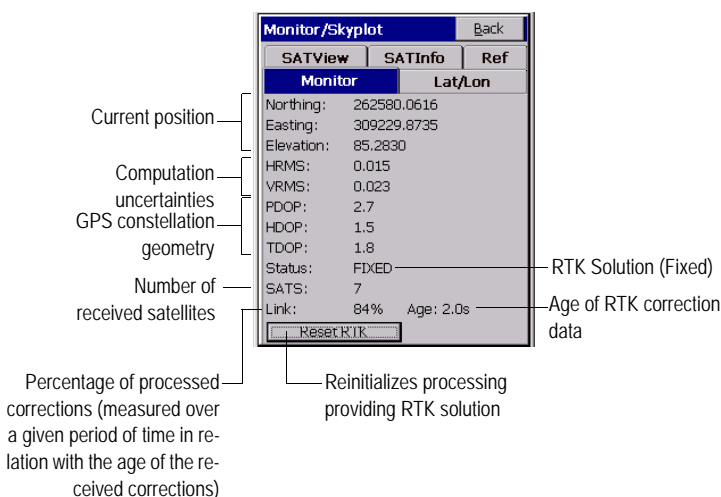 Monitor/Skyplot Back
SATView SATInfo Ref
Monitor Lat/Lon
Northing: 262580.0616
Easting: 309229.8735
Elevation: 85.2830
HRMS: 0.015
VRMS: 0.023
PDOP: 2.7
HDOP: 1.5
TDOP: 1.8
Status: FIXED
SATS: 7
Link: 84% Age: 2.0s
Reset RTK
Current position
Computation
uncertainties
GPS constellation
geometry
Number of
received satellites
Percentage of processed
corrections (measured over
a given period of time in re-
lation with the age of the re-
ceived corrections)
RTK Solution (Fixed)
Age of RTK correction
data
Reinitializes processing
providing RTK solution